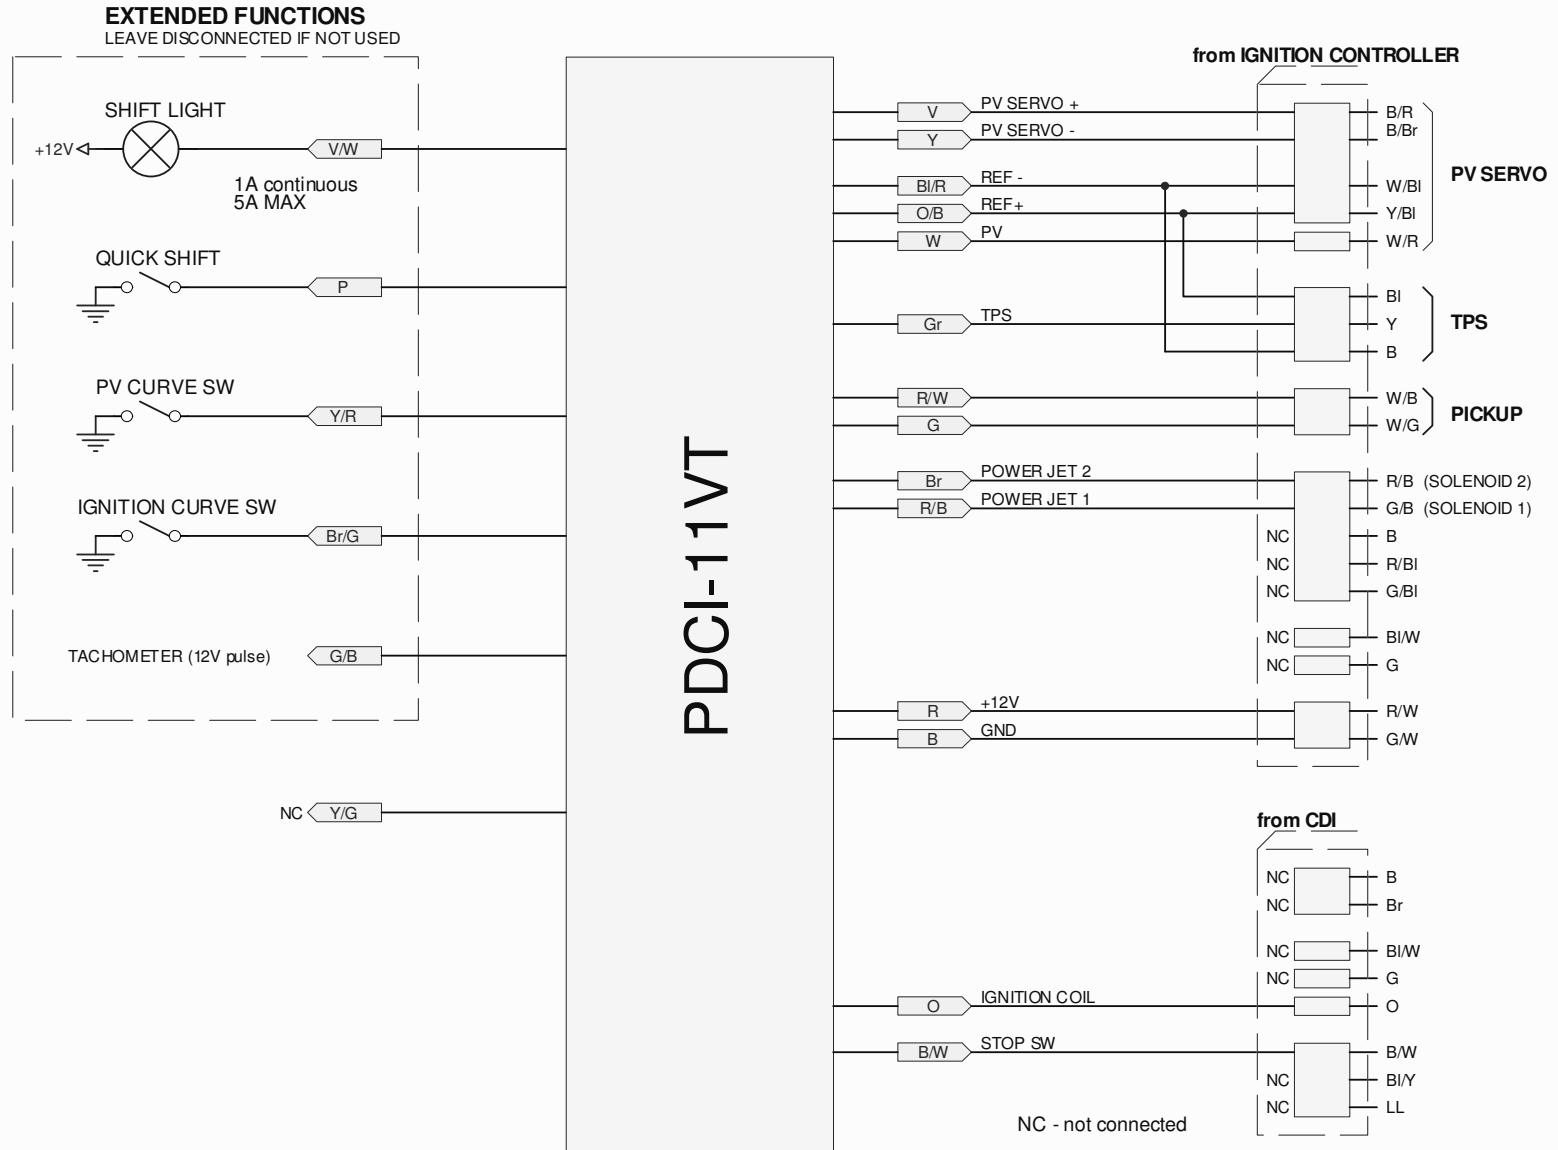 EXTENDED FUNCTIONS
LEAVE DISCONNECTED IF NOT USED
SHIFT LIGHT
+12V
V/W
1A continuous
5A MAX
QUICK SHIFT
P
PV CURVE SW
Y/R
IGNITION CURVE SW
Br/G
TACHOMETER (12V pulse)
G/B
NC
Y/G
PDCI-11VT
from IGNITION CONTROLLER
V
PV SERVO +
B/R
Y
PV SERVO -
B/Br
Bl/R
REF -
W/Bl
O/B
REF+
Y/Bl
W
PV
W/R
PV SERVO
Bl
Gr
TPS
Y
B
TPS
R/W
W/B
G
W/G
PICKUP
Br
POWER JET 2
R/B (SOLENOID 2)
R/B
POWER JET 1
G/B (SOLENOID 1)
NC
B
NC
R/Bl
NC
G/Bl
NC
Bl/W
NC
G
R
+12V
R/W
B
GND
G/W
from CDI
NC
B
NC
Br
NC
Bl/W
NC
G
O
IGNITION COIL
O
B/W
STOP SW
B/W
NC
Bl/Y
NC
LL
NC - not connected